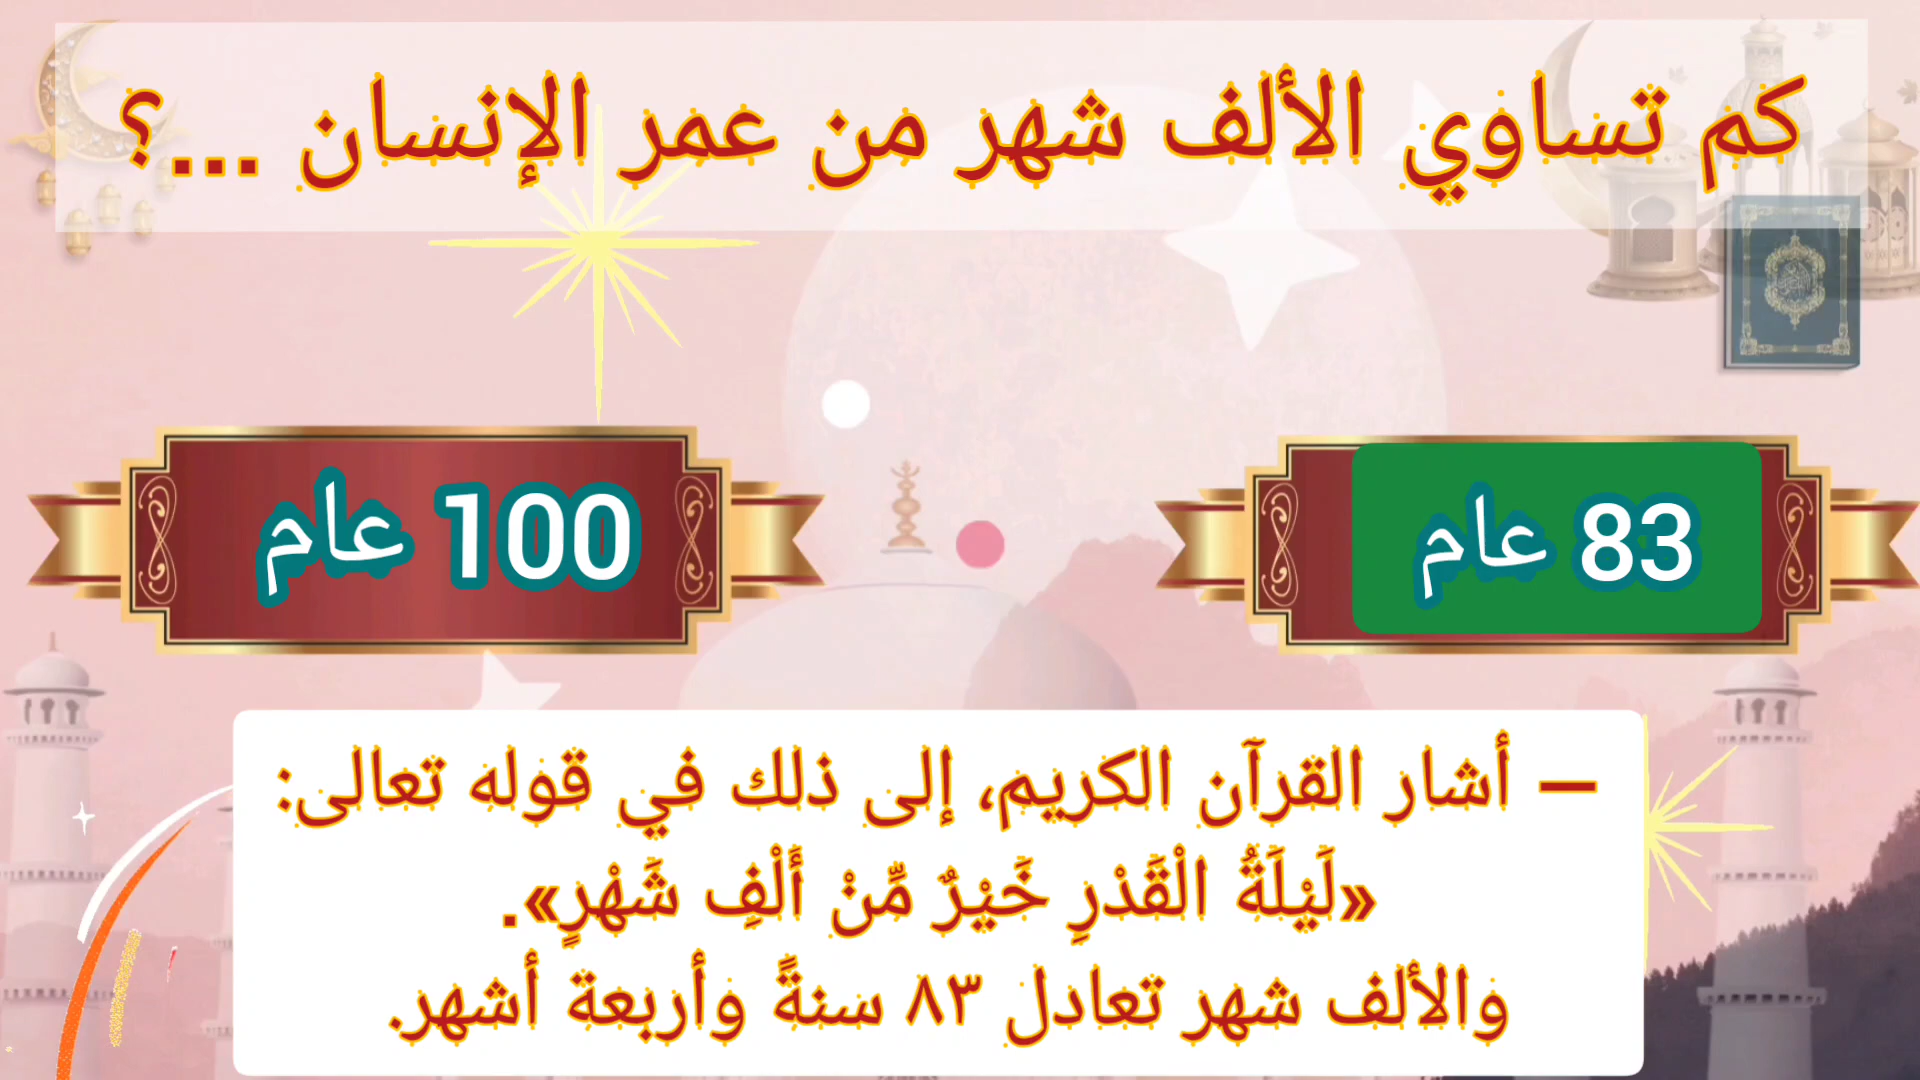 كم تساوي الألف شهر من عمر الإنسان ...؟
83 عام
100 عام
– أشار القرآن الكريم، إلى ذلك في قوله تعالى:
«لَيْلَةُ الْقَدْرِ خَيْرٌ مِّنْ أَلْفِ شَهْرٍ».
والألف شهر تعادل ٨٣ سنةً وأربعة أشهر.